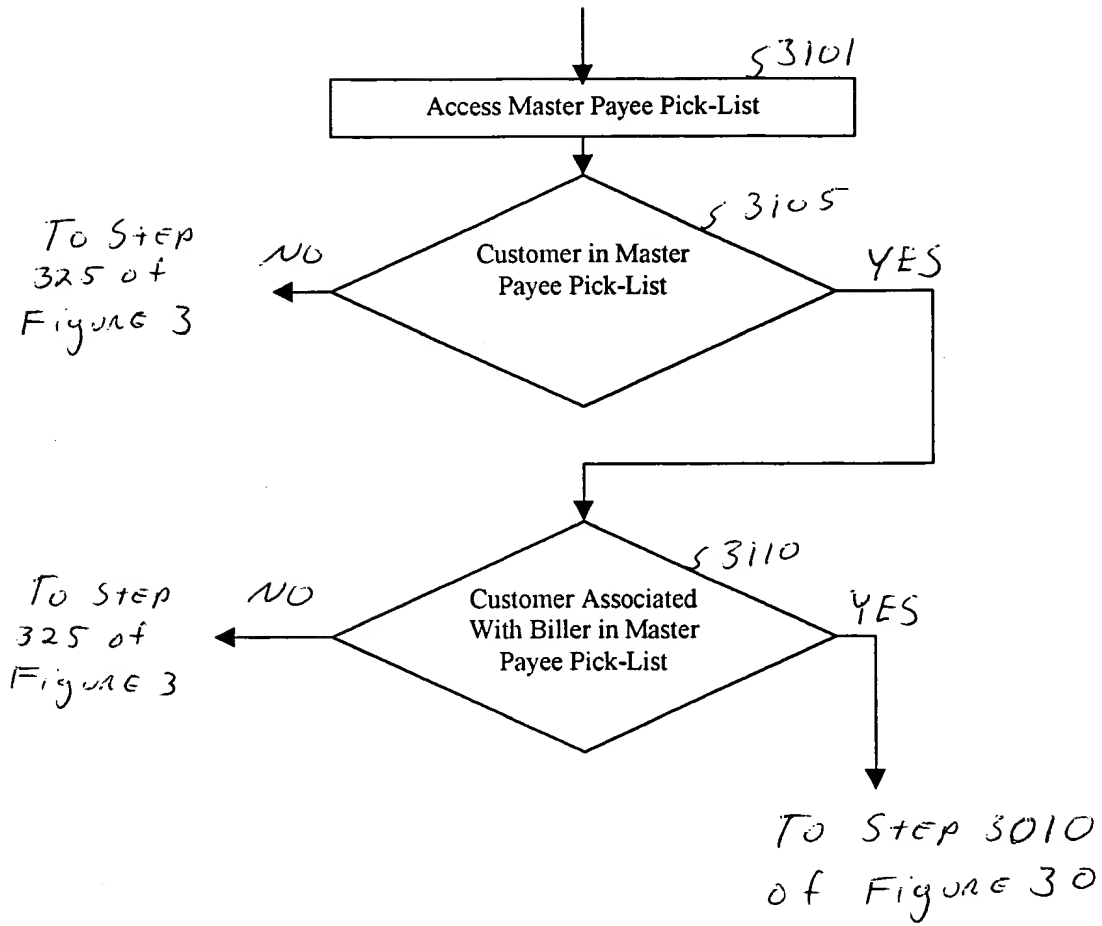 3101
Access Master Payee Pick-List
3105
Customer in Master
Payee Pick-List
NO
To Step
325 of
Figure 3
YES
3110
Customer Associated
With Biller in Master
Payee Pick-List
NO
To Step
325 of
Figure 3
YES
To Step 3010
of Figure 30